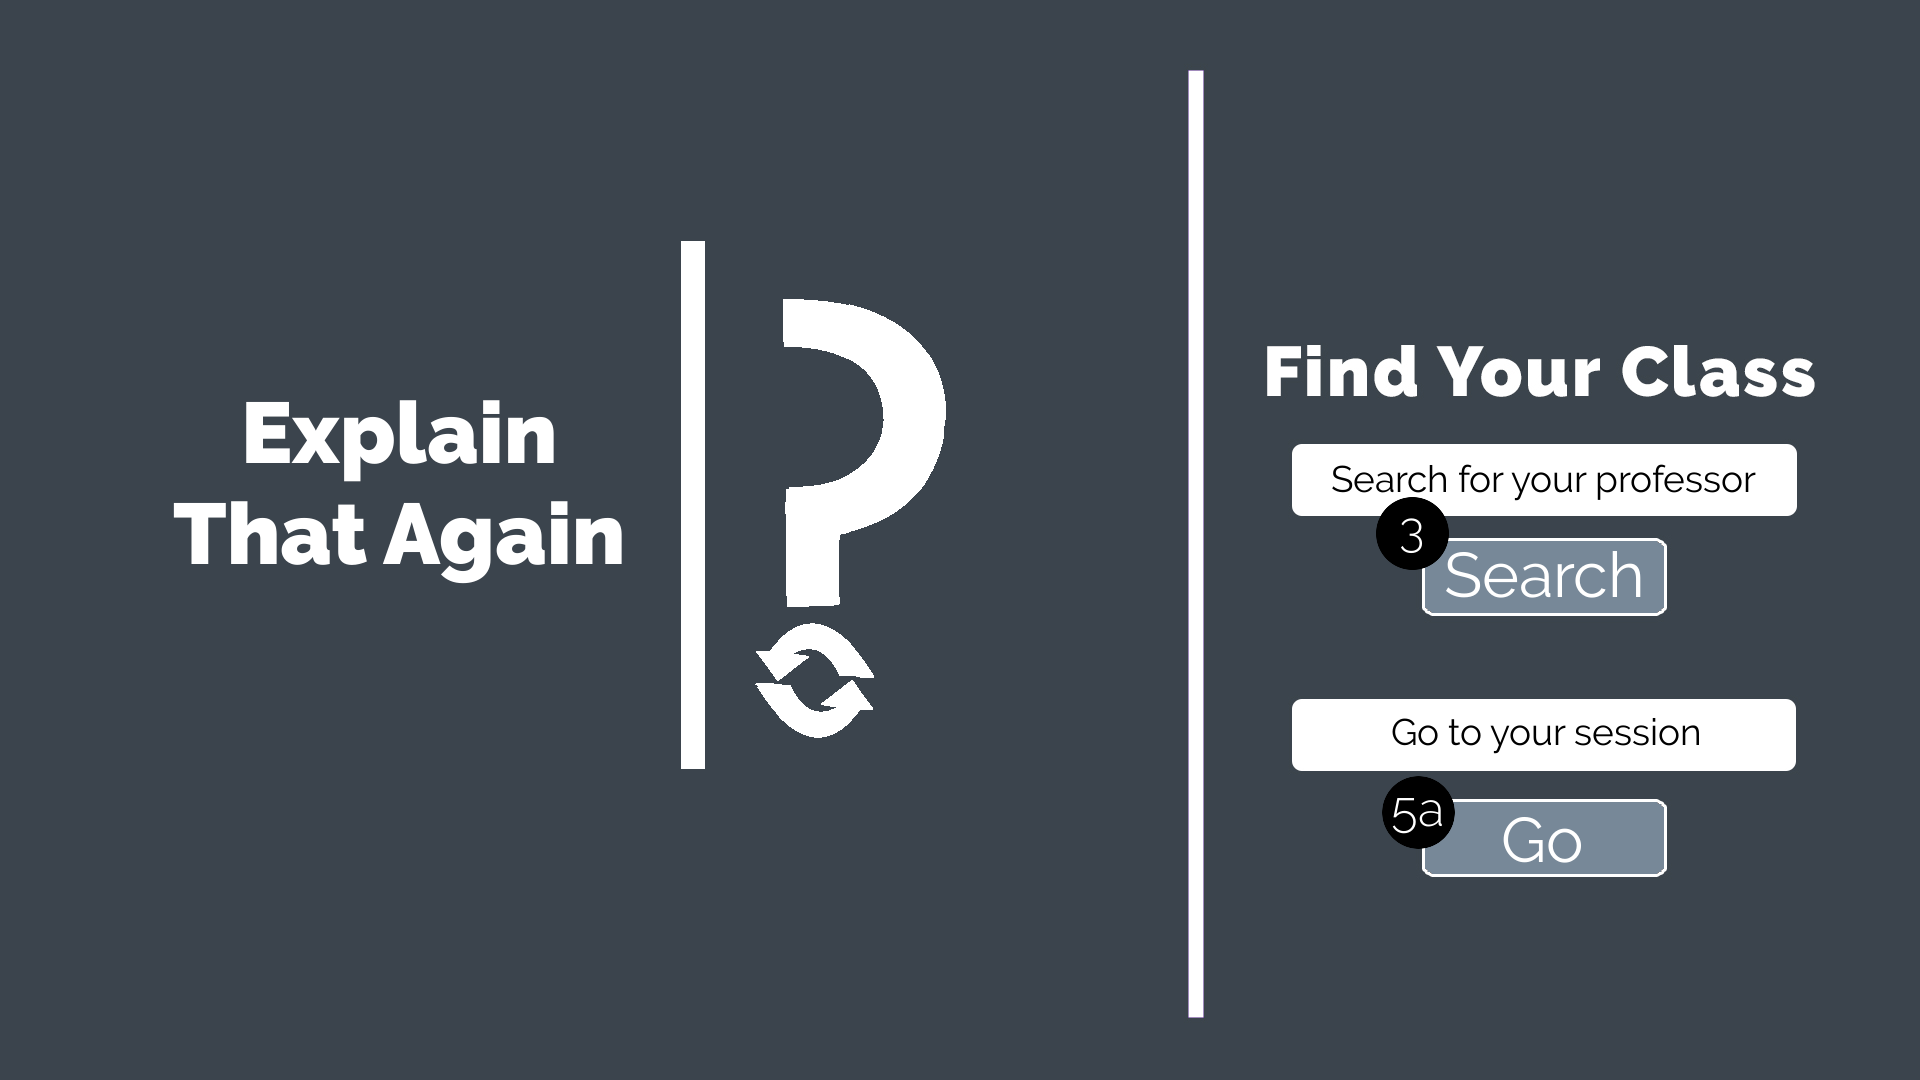 Explain
That Again
Find Your Class
Search for your professor
3
Search
Go to your session
5a
Go